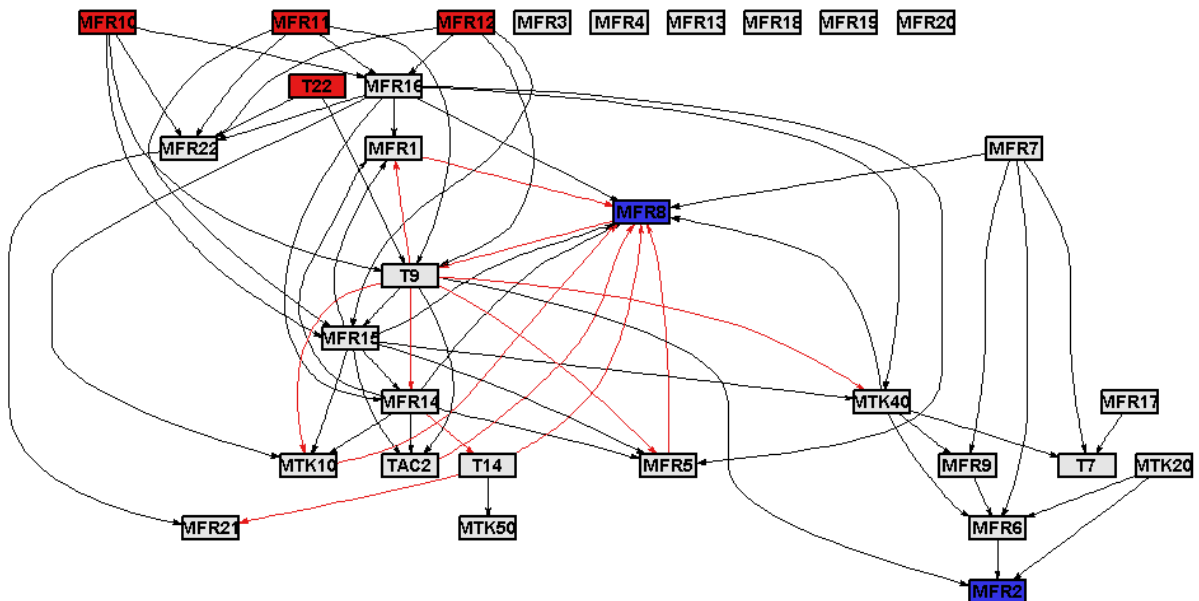 MFR10 MFR11 MFR12 MFR3 MFR4 MFR13 MFR18 MFR19 MFR20
T22 MFR16
MFR22 MFR1 MFR7
MFR8
T9
MFR15
MFR14 MTK40 MFR17
MTK10 TAC2 T14 MFR5 MFR9 T7 MTK20
MFR21 MTK50 MFR6
MFR2